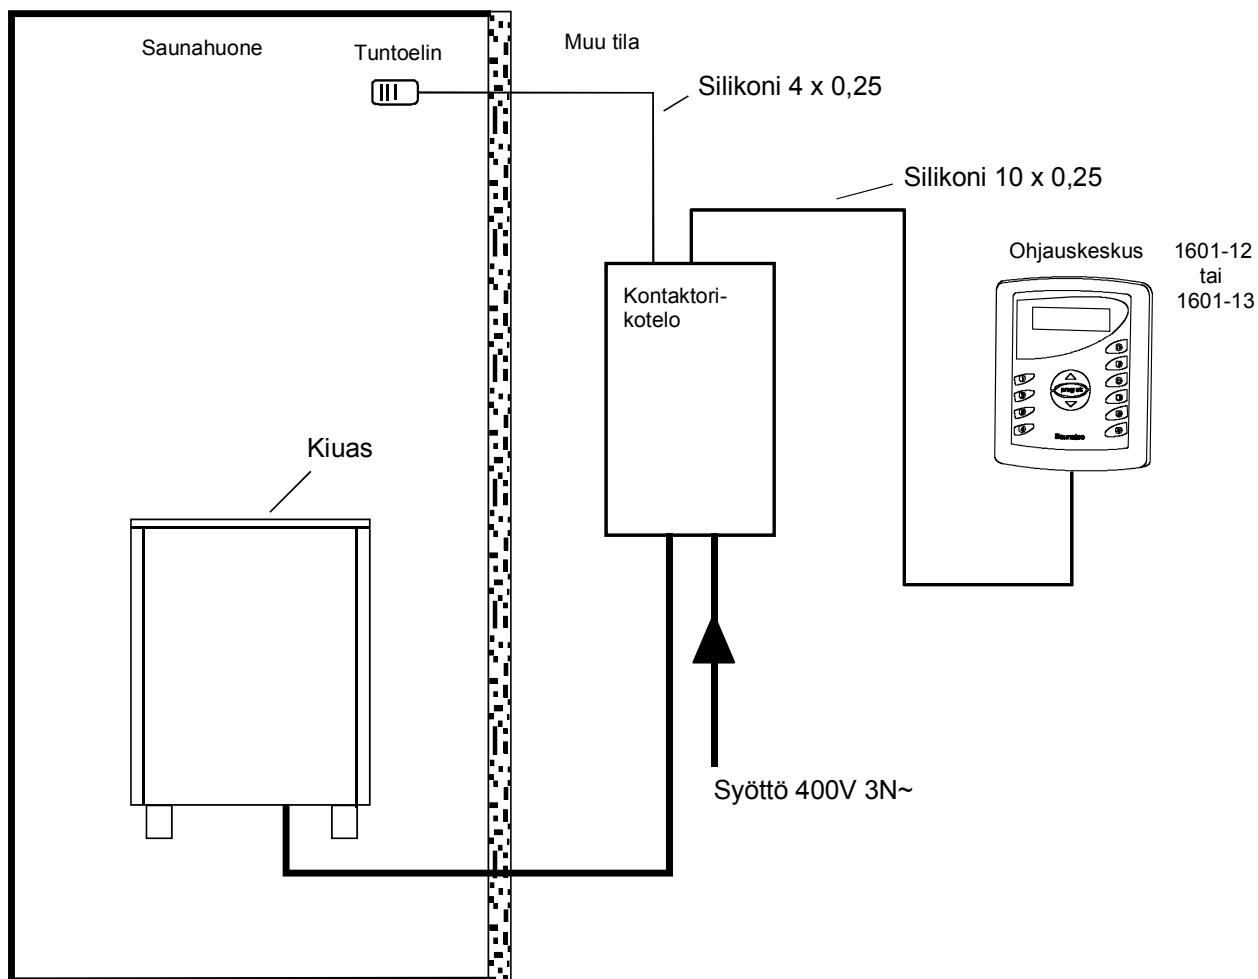 Saunahuone
Tuntoelin
Muu tila
Silikoni 4 x 0,25
Silikoni 10 x 0,25
Ohjauskeskus 1601-12
tai
1601-13
Kontaktori-
kotelo
Kiuas
Syöttö 400V 3N~